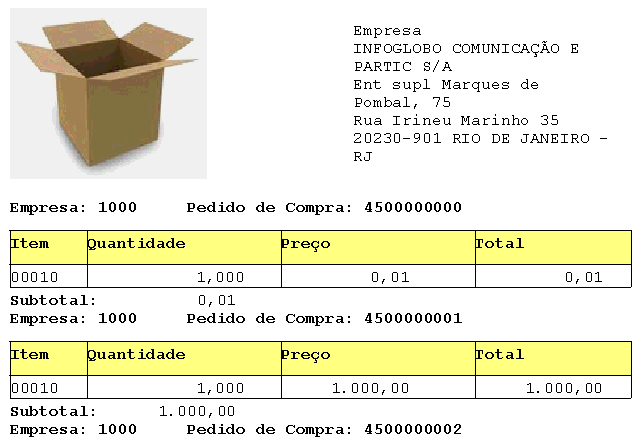 Empresa
INFOGLOBO COMUNICAÇÃO E
PARTIC S/A
Ent supl Marques de
Pombal, 75
Rua Irineu Marinho 35
20230-901 RIO DE JANEIRO -
RJ
Empresa: 1000 Pedido de Compra: 4500000000
Item Quantidade Preço Total
00010 1,000 0,01 0,01
Subtotal: 0,01
Empresa: 1000 Pedido de Compra: 4500000001
Item Quantidade Preço Total
00010 1,000 1.000,00 1.000,00
Subtotal: 1.000,00
Empresa: 1000 Pedido de Compra: 4500000002